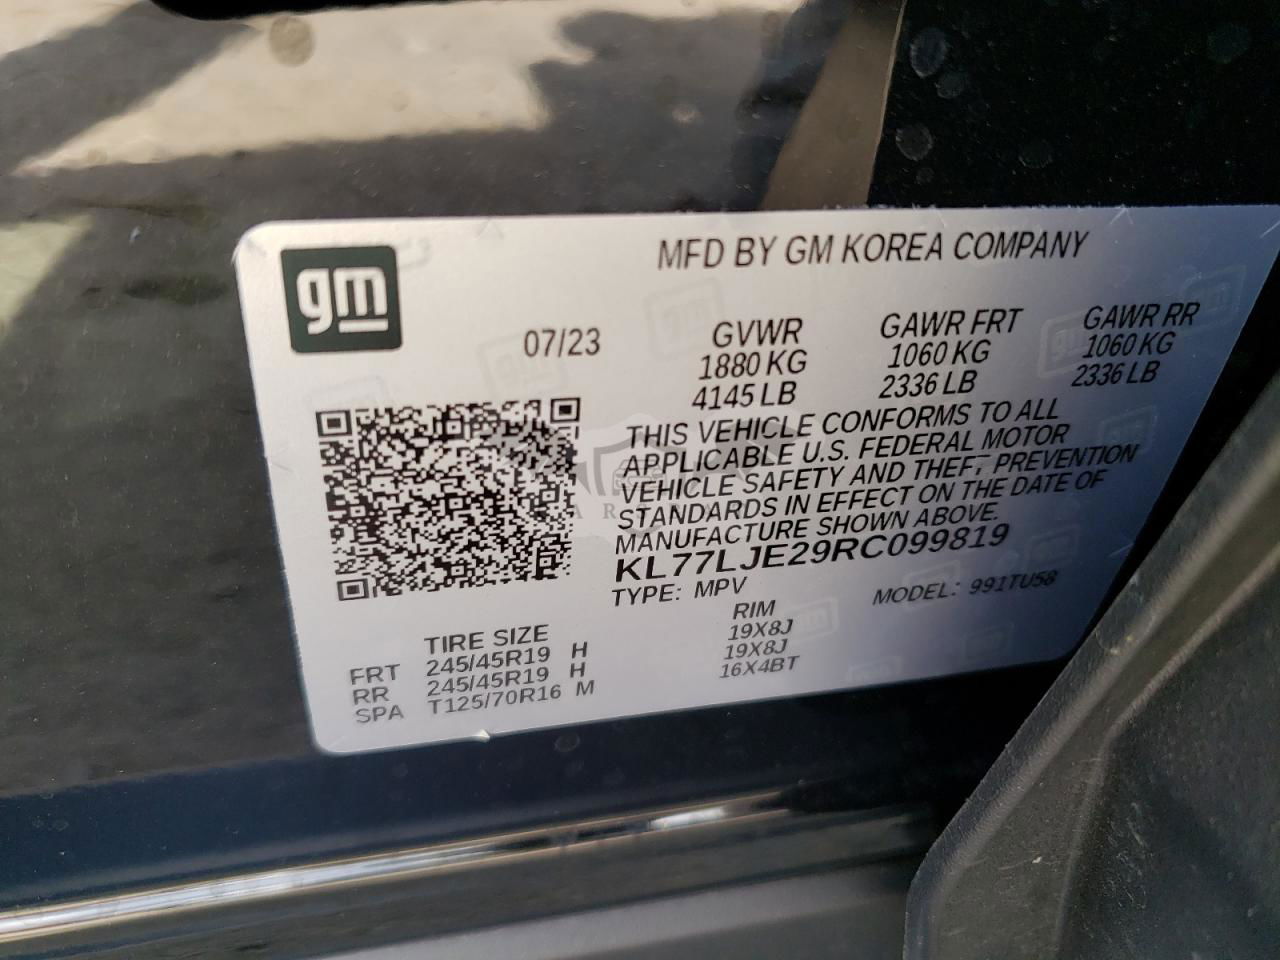 gm
MFD BY GM KOREA COMPANY
07/23
GVWR GAWR FRT GAWR RR
1880 KG 1060 KG 1060 KG
4145 LB 2336 LB 2336 LB
THIS VEHICLE CONFORMS TO ALL
APPLICABLE U.S. FEDERAL MOTOR
VEHICLE SAFETY AND THEFT PREVENTION
STANDARDS IN EFFECT ON THE DATE OF
MANUFACTURE SHOWN ABOVE.
KL77LJE29RC099819
TYPE: MPV MODEL: 991TU58
TIRE SIZE RIM
FRT 245/45R19 H 19X8J
RR 245/45R19 H 19X8J
SPA T125/70R16 M 16X4BT